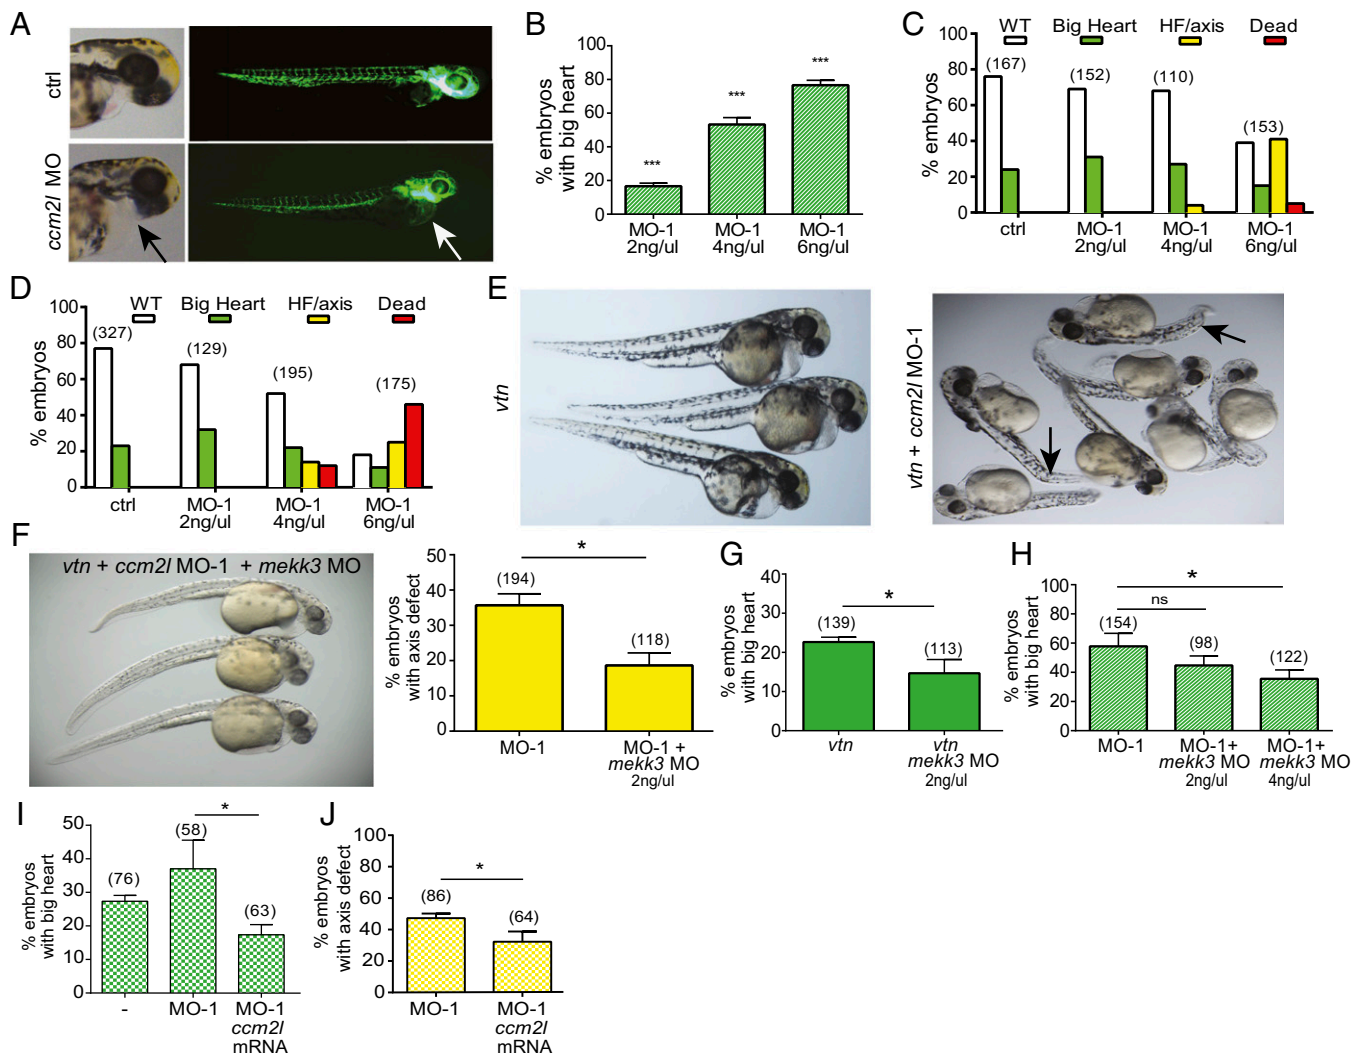 A
ctrl
ccm2l MO
B
% embryos
with big heart
100
80
60
40
20
0
***
***
***
MO-1
2ng/ul
MO-1
4ng/ul
MO-1
6ng/ul
C
WT
Big Heart
HF/axis
Dead
% embryos
100
80
60
40
20
0
(167)
(152)
(110)
(153)
ctrl
MO-1
2ng/ul
MO-1
4ng/ul
MO-1
6ng/ul
D
WT
Big Heart
HF/axis
Dead
% embryos
100
80
60
40
20
0
(327)
(129)
(195)
(175)
ctrl
MO-1
2ng/ul
MO-1
4ng/ul
MO-1
6ng/ul
E
vtn
vtn + ccm2l MO-1
F
vtn + ccm2l MO-1 + mekk3 MO
% embryos
with axis defect
50
40
30
20
10
0
*
(194)
(118)
MO-1
MO-1 +
mekk3 MO
2ng/ul
G
% embryos
with big heart
40
30
20
10
0
*
(139)
(113)
vtn
vtn
mekk3 MO
2ng/ul
H
% embryos
with big heart
100
80
60
40
20
0
*
ns
(154)
(98)
(122)
MO-1
MO-1+
mekk3 MO
2ng/ul
MO-1+
mekk3 MO
4ng/ul
I
% embryos
with big heart
50
40
30
20
10
0
*
(76)
(58)
(63)
-
MO-1
MO-1
ccm2l
mRNA
J
% embryos
with axis defect
100
80
60
40
20
0
*
(86)
(64)
MO-1
MO-1
ccm2l
mRNA